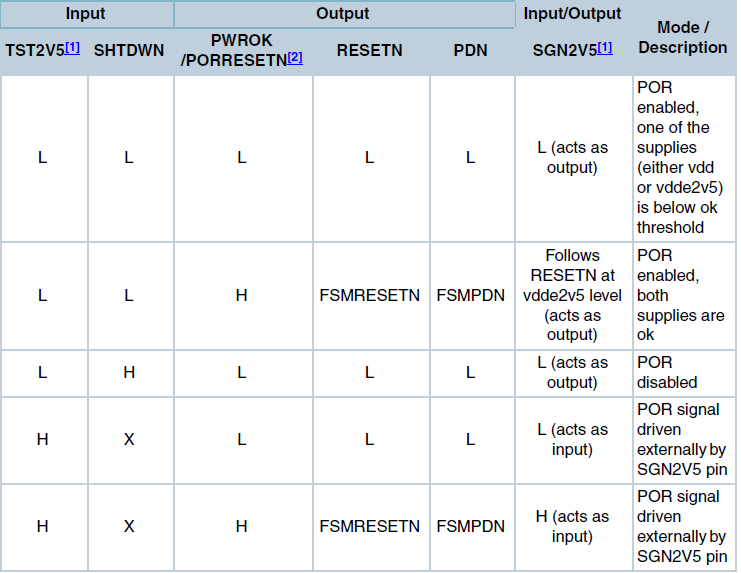 Input Output Input/Output Mode / Description
TST2V5[1] SHTDWN PWROK /PORRESETN[2] RESETN PDN SGN2V5[1]
L L L L L L (acts as output) POR enabled, one of the supplies (either vdd or vdde2v5) is below ok threshold
L L H FSMRESETN FSMPDN Follows RESETN at vdde2v5 level (acts as output) POR enabled, both supplies are ok
L H L L L L (acts as output) POR disabled
H X L L L L (acts as input) POR signal driven externally by SGN2V5 pin
H X H FSMRESETN FSMPDN H (acts as input) POR signal driven externally by SGN2V5 pin